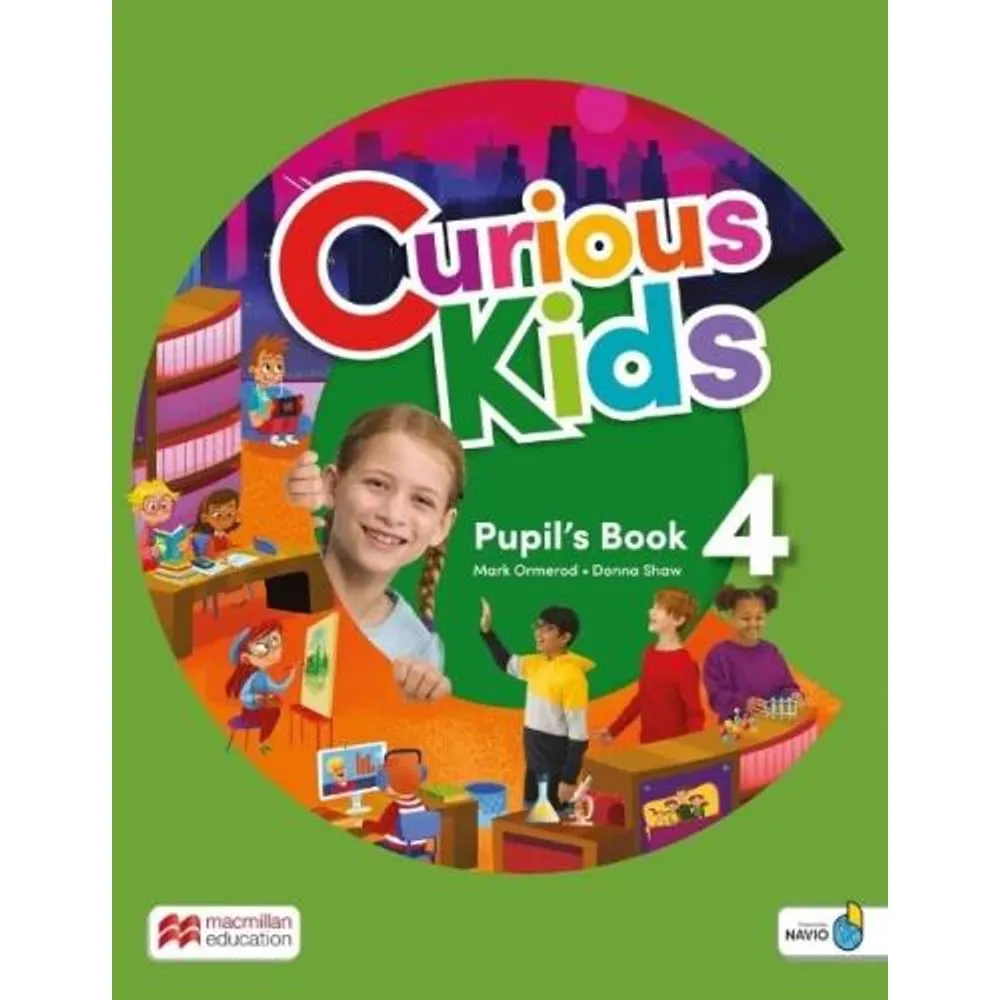 Curious
Kids
Pupil's Book 4
Mark Ormerod • Donna Shaw
macmillan
education
NAVIO